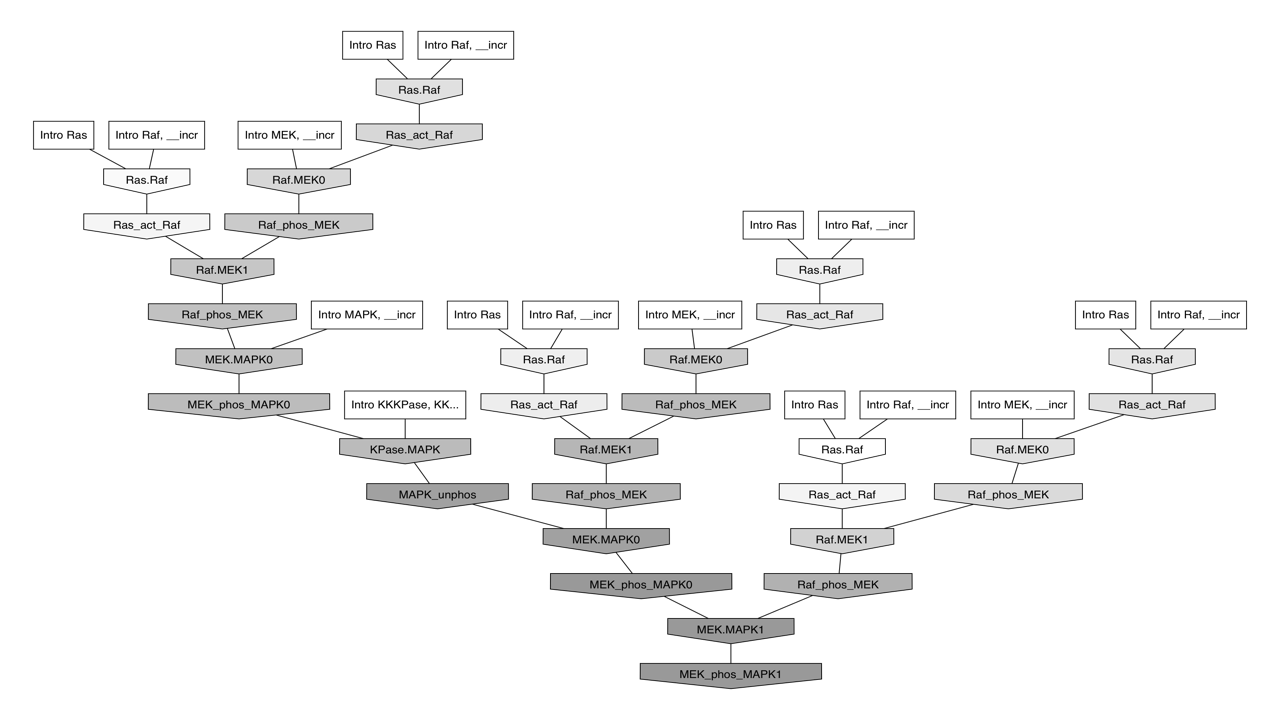 Intro Ras
Intro Raf, __incr
Ras.Raf
Intro Ras
Intro Raf, __incr
Intro MEK, __incr
Ras_act_Raf
Ras.Raf
Raf.MEK0
Ras_act_Raf
Raf_phos_MEK
Intro Ras
Intro Raf, __incr
Raf.MEK1
Ras.Raf
Raf_phos_MEK
Intro MAPK, __incr
Intro Ras
Intro Raf, __incr
Intro MEK, __incr
Ras_act_Raf
Intro Ras
Intro Raf, __incr
MEK.MAPK0
Ras.Raf
Raf.MEK0
Ras.Raf
MEK_phos_MAPK0
Intro KKKPase, KK...
Ras_act_Raf
Raf_phos_MEK
Intro Ras
Intro Raf, __incr
Intro MEK, __incr
Ras_act_Raf
KPase.MAPK
Raf.MEK1
Ras.Raf
Raf.MEK0
MAPK_unphos
Raf_phos_MEK
Ras_act_Raf
Raf_phos_MEK
MEK.MAPK0
Raf.MEK1
MEK_phos_MAPK0
Raf_phos_MEK
MEK.MAPK1
MEK_phos_MAPK1